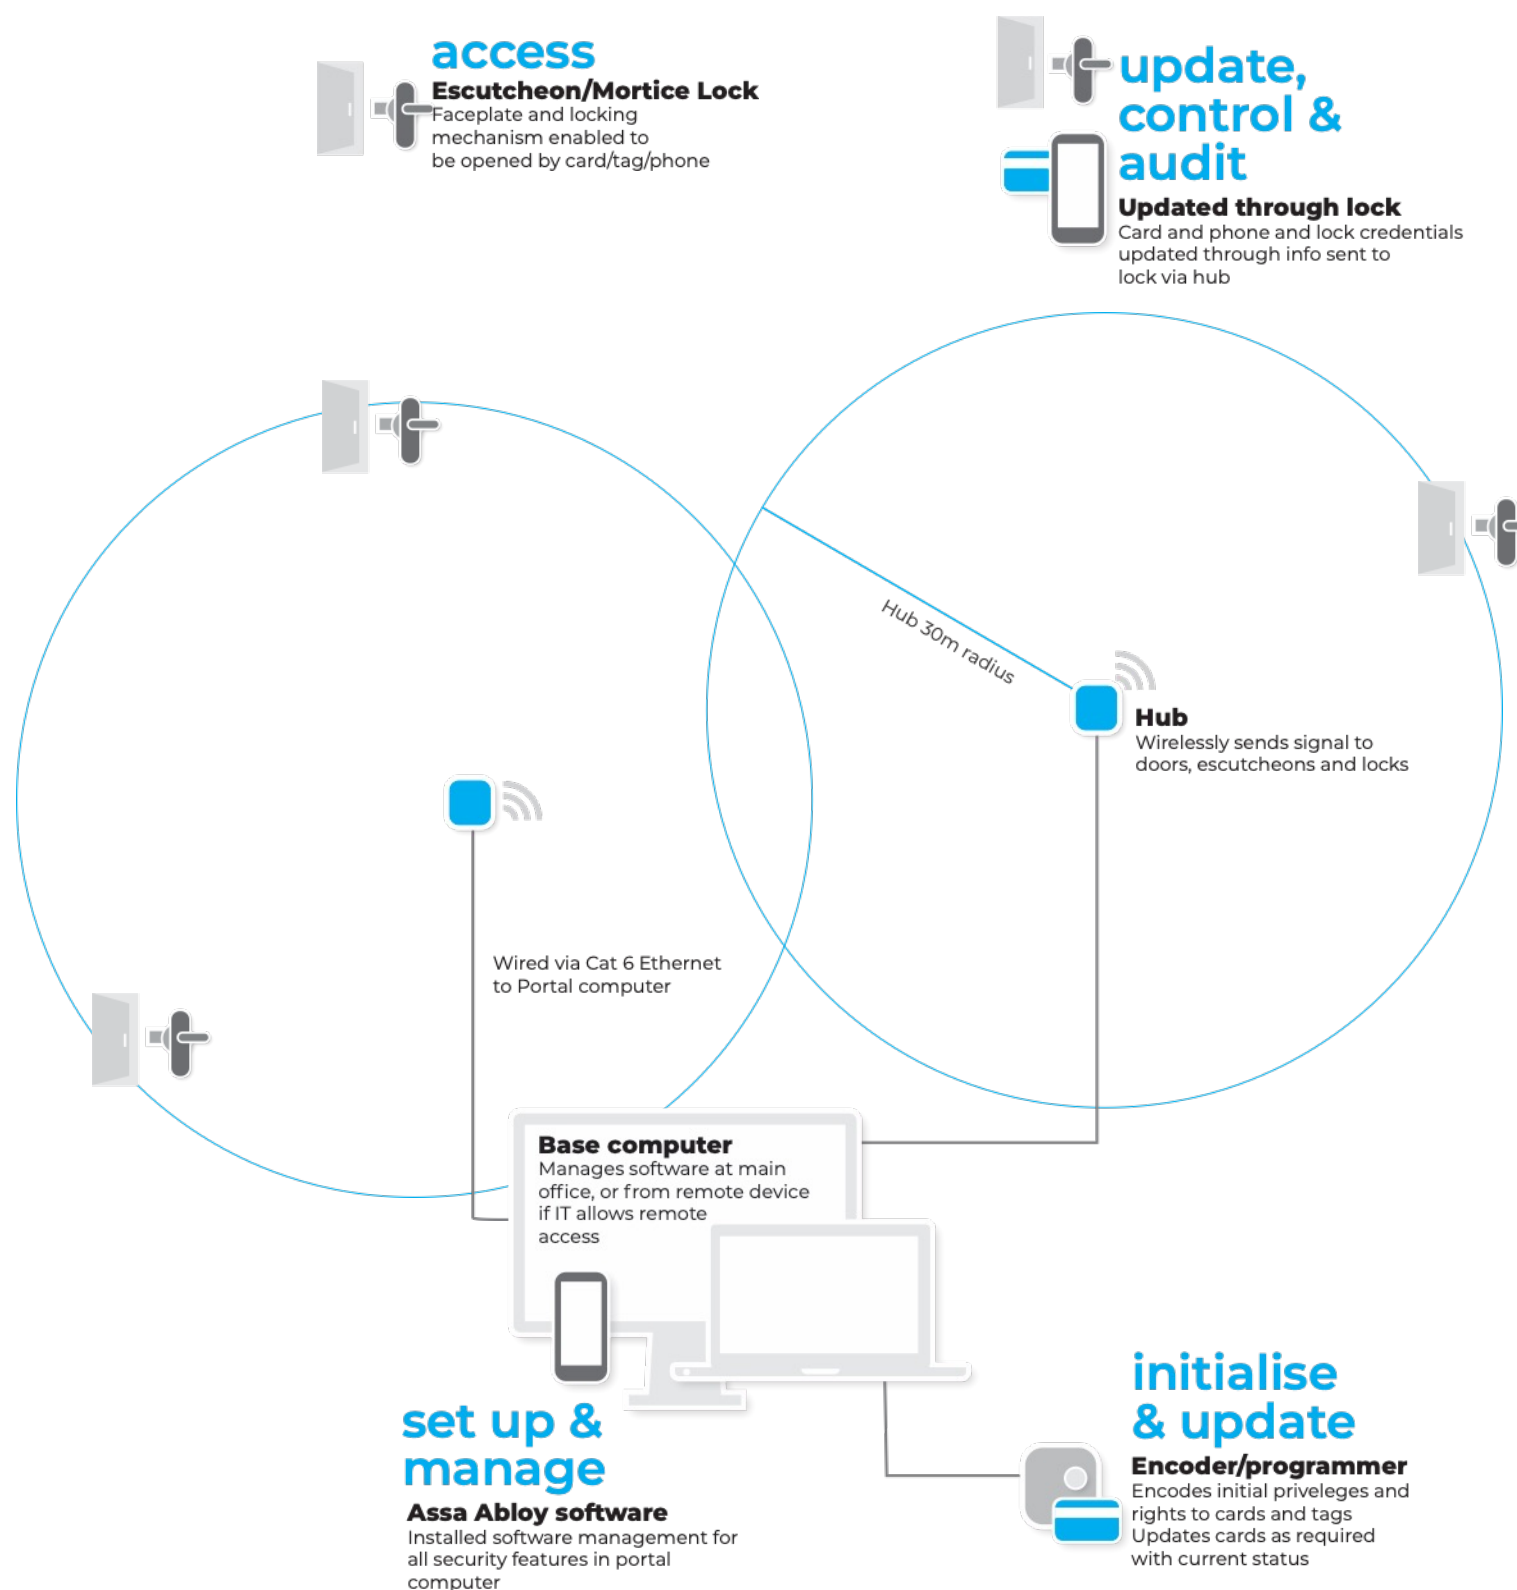 access
Escutcheon/Mortice Lock
Faceplate and locking
mechanism enabled to
be opened by card/tag/phone
update,
control &
audit
Updated through lock
Card and phone and lock credentials
updated through info sent to
lock via hub
Hub 30m radius
Hub
Wirelessly sends signal to
doors, escutcheons and locks
Wired via Cat 6 Ethernet
to Portal computer
Base computer
Manages software at main
office, or from remote device
if IT allows remote
access
set up &
manage
Assa Abloy software
Installed software management for
all security features in portal
computer
initialise
& update
Encoder/programmer
Encodes initial priveleges and
rights to cards and tags
Updates cards as required
with current status